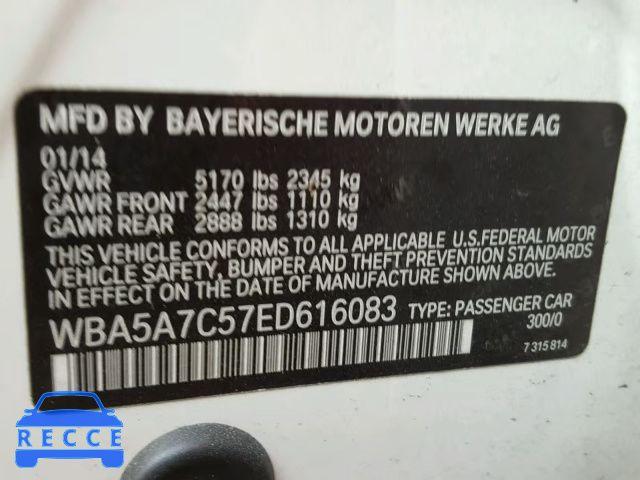 MFD BY BAYERISCHE MOTOREN WERKE AG
01/14
GVWR 5170 lbs 2345 kg
GAWR FRONT 2447 lbs 1110 kg
GAWR REAR 2888 lbs 1310 kg
THIS VEHICLE CONFORMS TO ALL APPLICABLE U.S.FEDERAL MOTOR
VEHICLE SAFETY, BUMPER AND THEFT PREVENTION STANDARDS
IN EFFECT ON THE DATE OF MANUFACTURE SHOWN ABOVE.
WBA5A7C57ED616083 TYPE: PASSENGER CAR
300/0
7 315 814
RECCE